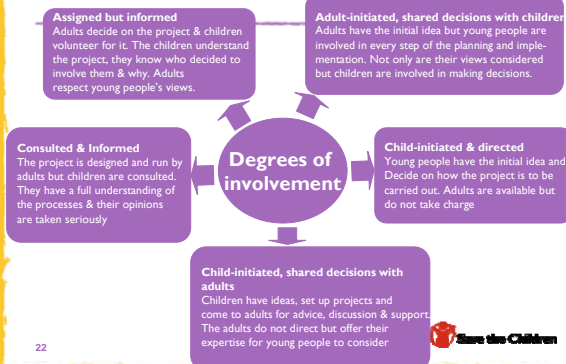 Assigned but informed
Adults decide on the project & children
volunteer for it. The children understand
the project, they know who decided to
involve them & why. Adults
respect young people's views.
Adult-initiated, shared decisions with children
Adults have the initial idea but young people are
involved in every step of the planning and imple-
mentation. Not only are their views considered
but children are involved in making decisions.
Consulted & Informed
The project is designed and run by
adults but children are consulted.
They have a full understanding of
the processes & their opinions
are taken seriously
Degrees of
involvement
Child-initiated & directed
Young people have the initial idea and
Decide on how the project is to be
carried out. Adults are available but
do not take charge
Child-initiated, shared decisions with
adults
Children have ideas, set up projects and
come to adults for advice, discussion & support.
The adults do not direct but offer their
expertise for young people to consider
Save the Children
22